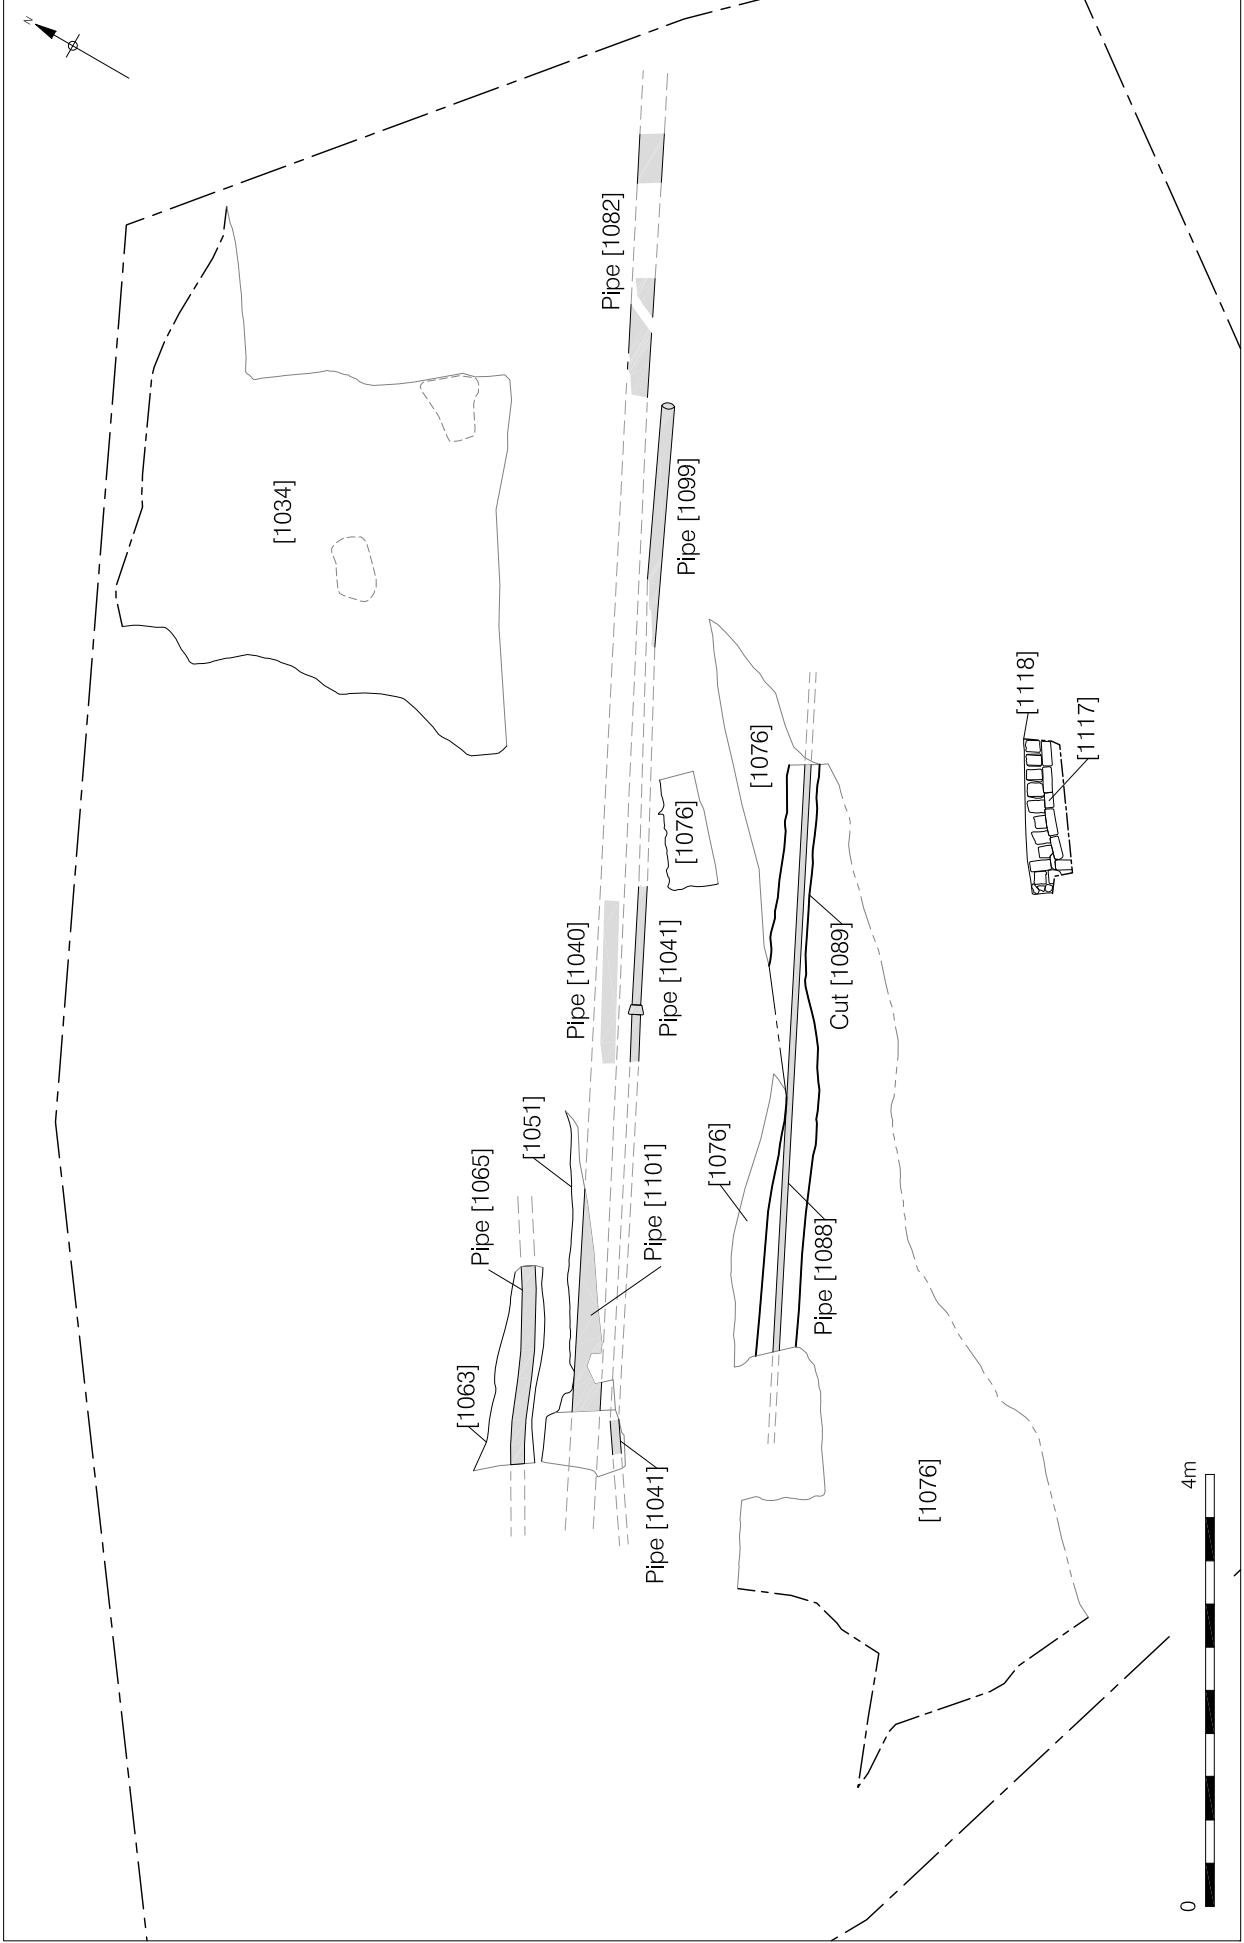 N
Pipe [1082]
[1034]
Pipe [1099]
[1118]
[1117]
[1076]
[1076]
Pipe [1040]
Pipe [1041]
Cut [1089]
[1051]
Pipe [1065]
Pipe [1101]
[1076]
Pipe [1088]
[1063]
Pipe [1041]
[1076]
4m
0